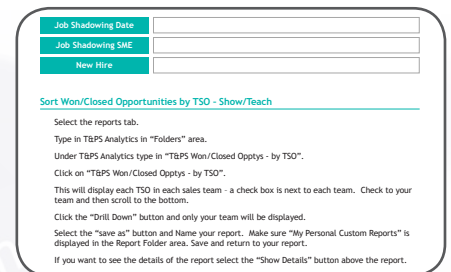 Job Shadowing Date
Job Shadowing SME
New Hire
Sort Won/Closed Opportunities by TSO - Show/Teach
Select the reports tab.
Type in T&PS Analytics in "Folders" area.
Under T&PS Analytics type in "T&PS Won/Closed Opptys - by TSO".
Click on "T&PS Won/Closed Opptys - by TSO".
This will display each TSO in each sales team - a check box is next to each team.  Check to your
team and then scroll to the bottom.
Click the "Drill Down" button and only your team will be displayed.
Select the "save as" button and Name your report.  Make sure "My Personal Custom Reports" is
displayed in the Report Folder area. Save and return to your report.
If you want to see the details of the report select the "Show Details" button above the report.